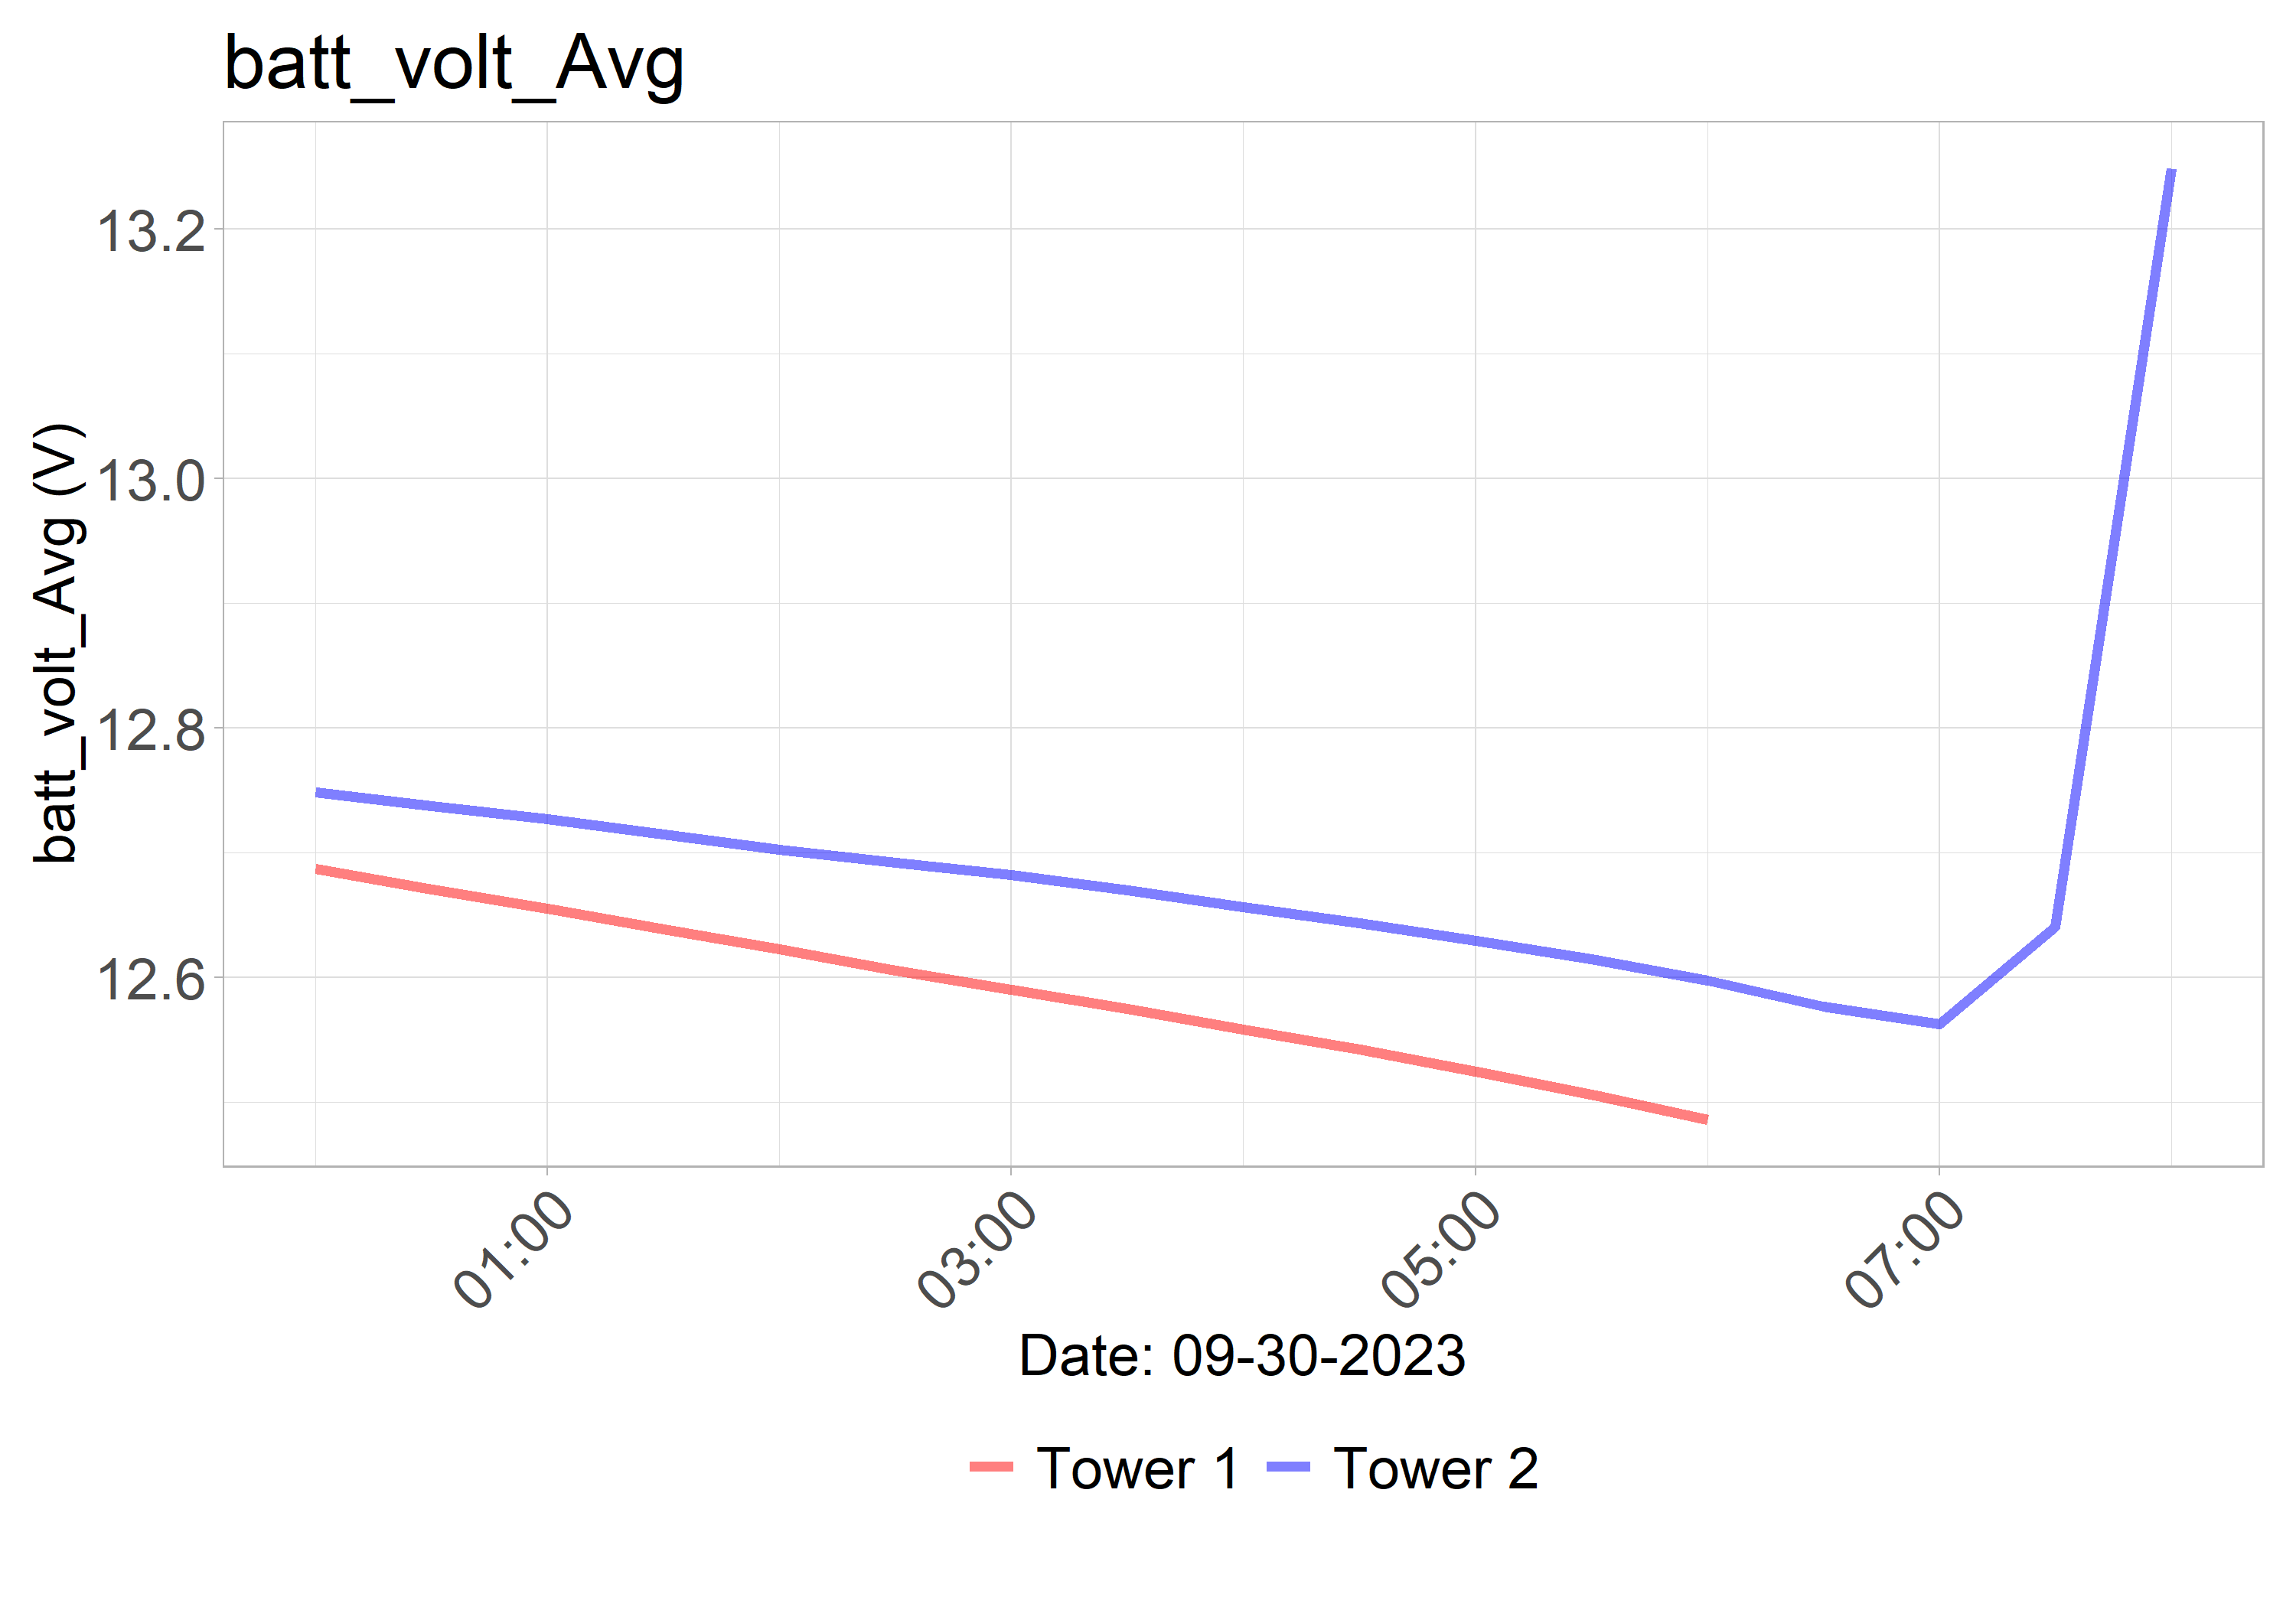 batt_volt_Avg
batt_volt_Avg (V)
13.2
13.0
12.8
12.6
01:00
03:00
05:00
07:00
Date: 09-30-2023
Tower 1
Tower 2